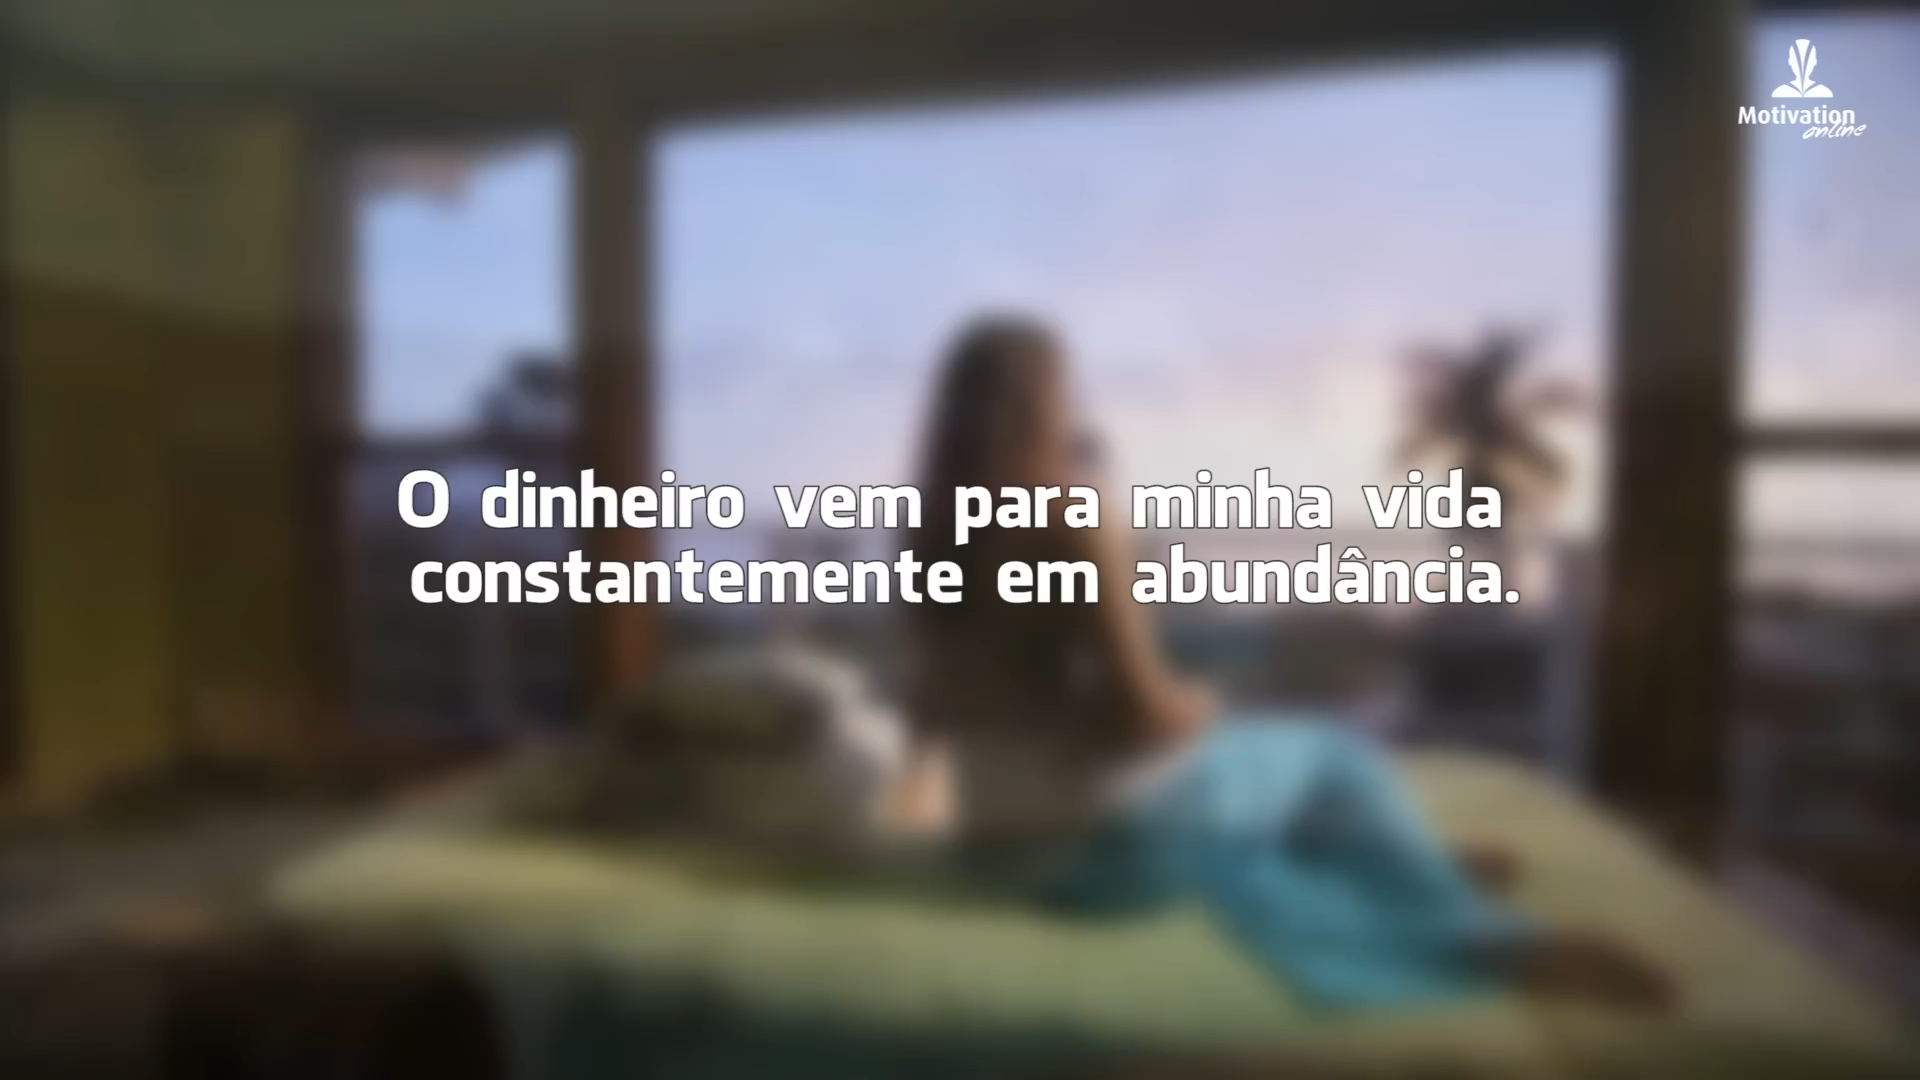 Motivation
online
O dinheiro vem para minha vida
constantemente em abundância.